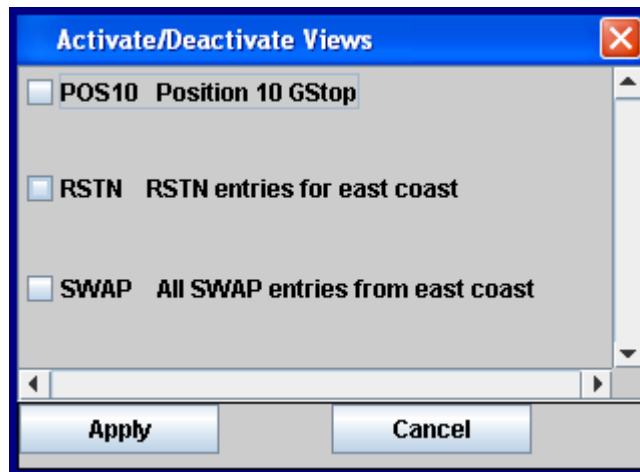 Activate/Deactivate Views
POS10 Position 10 GStop
RSTN RSTN entries for east coast
SWAP All SWAP entries from east coast
Apply Cancel